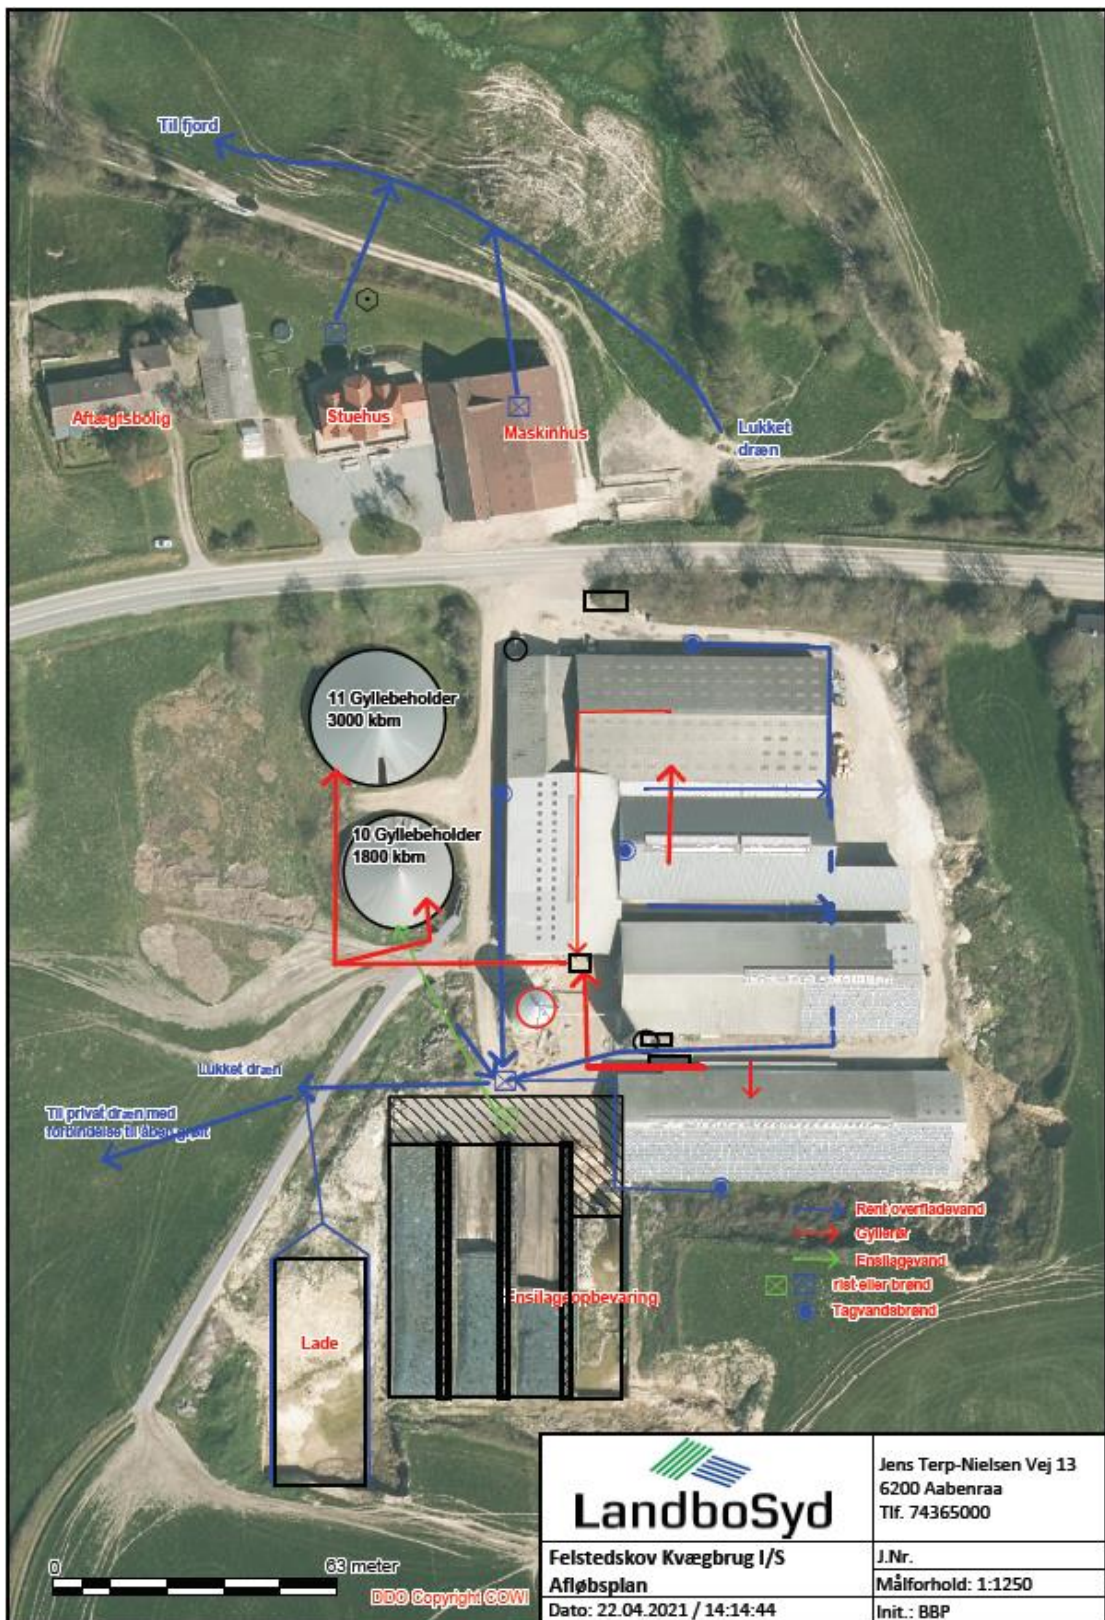 Til fjord
Aftægtsbolig
Stuehus
Maskinhus
Lukket
dræn
11 Gyllebeholder
3000 kbm
10 Gyllebeholder
1800 kbm
Lukket dræn
Til privat dræn med
forbindelse til åben grøft
Rent overfladevand
Gyllerør
Ensilagevand
rist eller brønd
Tagvandsbrønd
Ensilageopbevaring
Lade
0
63 meter
DDO Copyright COWI
LandboSyd
Jens Terp-Nielsen Vej 13
6200 Aabenraa
Tlf. 74365000
Felstedskov Kvægbrug I/S
Afløbsplan
Dato: 22.04.2021 / 14:14:44
J.Nr.
Målforhold: 1:1250
Init.: BBP